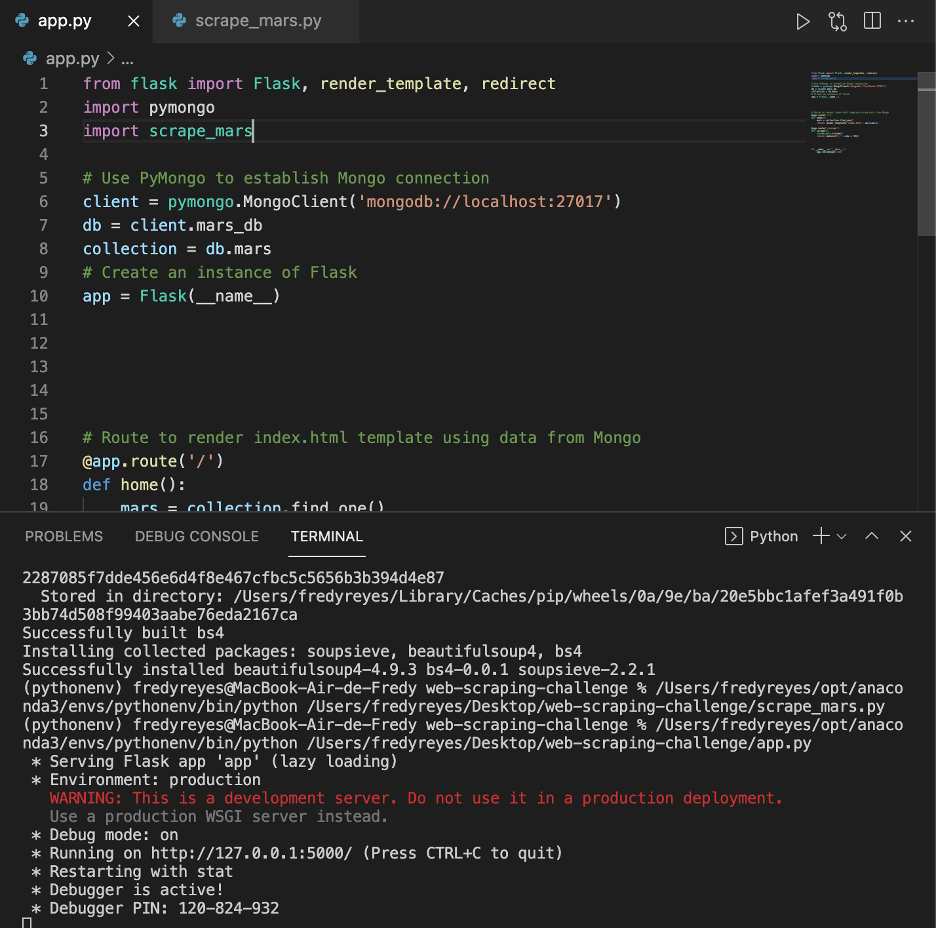 app.py
scrape_mars.py
app.py > ...
1 from flask import Flask, render_template, redirect
2 import pymongo
3 import scrape_mars
4
5 # Use PyMongo to establish Mongo connection
6 client = pymongo.MongoClient('mongodb://localhost:27017')
7 db = client.mars_db
8 collection = db.mars
9 # Create an instance of Flask
10 app = Flask(__name__)
11
12
13
14
15
16 # Route to render index.html template using data from Mongo
17 @app.route('/')
18 def home():
19 mars = collection.find_one()
PROBLEMS DEBUG CONSOLE TERMINAL Python
2287085f7dde456e6d4f8e467cfbc5c5656b3b394d4e87
Stored in directory: /Users/fredyreyes/Library/Caches/pip/wheels/0a/9e/ba/20e5bbc1afef3a491f0b
3bb74d508f99403aabe76eda2167ca
Successfully built bs4
Installing collected packages: soupsieve, beautifulsoup4, bs4
Successfully installed beautifulsoup4-4.9.3 bs4-0.0.1 soupsieve-2.2.1
(pythonenv) fredyreyes@MacBook-Air-de-Fredy web-scraping-challenge % /Users/fredyreyes/opt/anaco
nda3/envs/pythonenv/bin/python /Users/fredyreyes/Desktop/web-scraping-challenge/scrape_mars.py
(pythonenv) fredyreyes@MacBook-Air-de-Fredy web-scraping-challenge % /Users/fredyreyes/opt/anaco
nda3/envs/pythonenv/bin/python /Users/fredyreyes/Desktop/web-scraping-challenge/app.py
* Serving Flask app 'app' (lazy loading)
* Environment: production
WARNING: This is a development server. Do not use it in a production deployment.
Use a production WSGI server instead.
* Debug mode: on
* Running on http://127.0.0.1:5000/ (Press CTRL+C to quit)
* Restarting with stat
* Debugger is active!
* Debugger PIN: 120-824-932